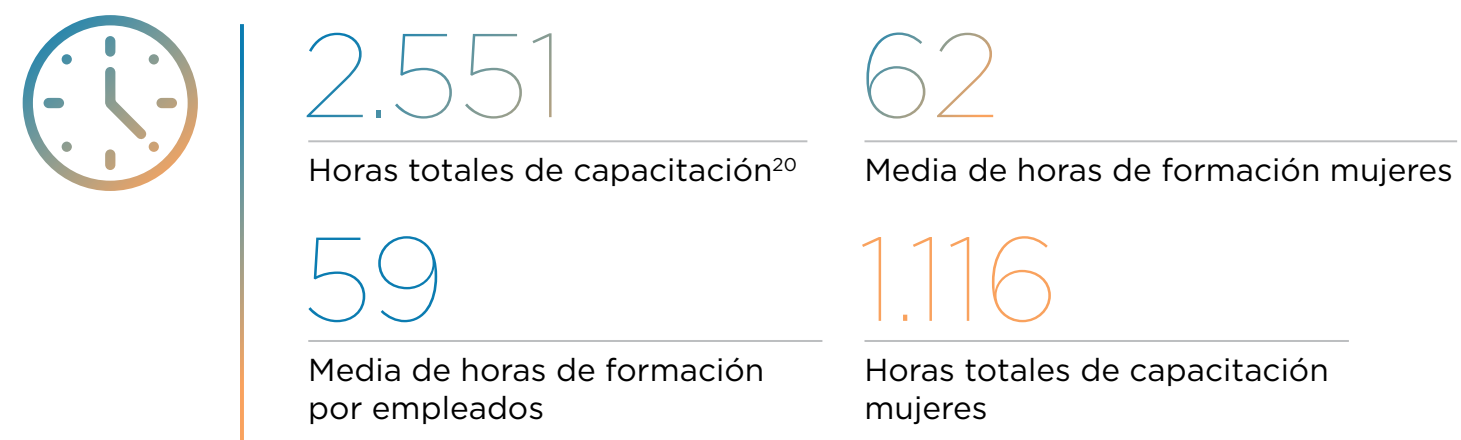 2.551
Horas totales de capacitación²⁰
62
Media de horas de formación mujeres
59
Media de horas de formación
por empleados
1.116
Horas totales de capacitación
mujeres